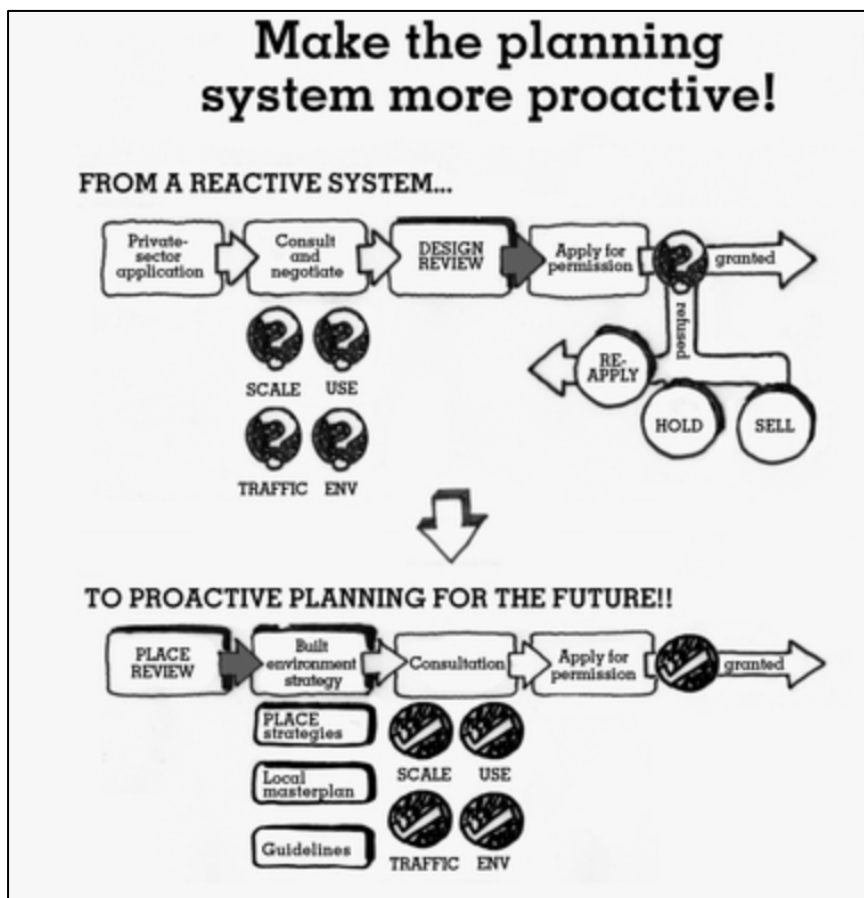 Make the planning
system more proactive!
FROM A REACTIVE SYSTEM...
Private-
sector
application
Consult
and
negotiate
DESIGN
REVIEW
Apply for
permission
?
granted
refused
RE-
APPLY
HOLD
SELL
? ?
SCALE USE
? ?
TRAFFIC ENV
TO PROACTIVE PLANNING FOR THE FUTURE!!
PLACE
REVIEW
Built
environment
strategy
Consultation
Apply for
permission
granted
PLACE
strategies
Local
masterplan
Guidelines
SCALE USE
TRAFFIC ENV